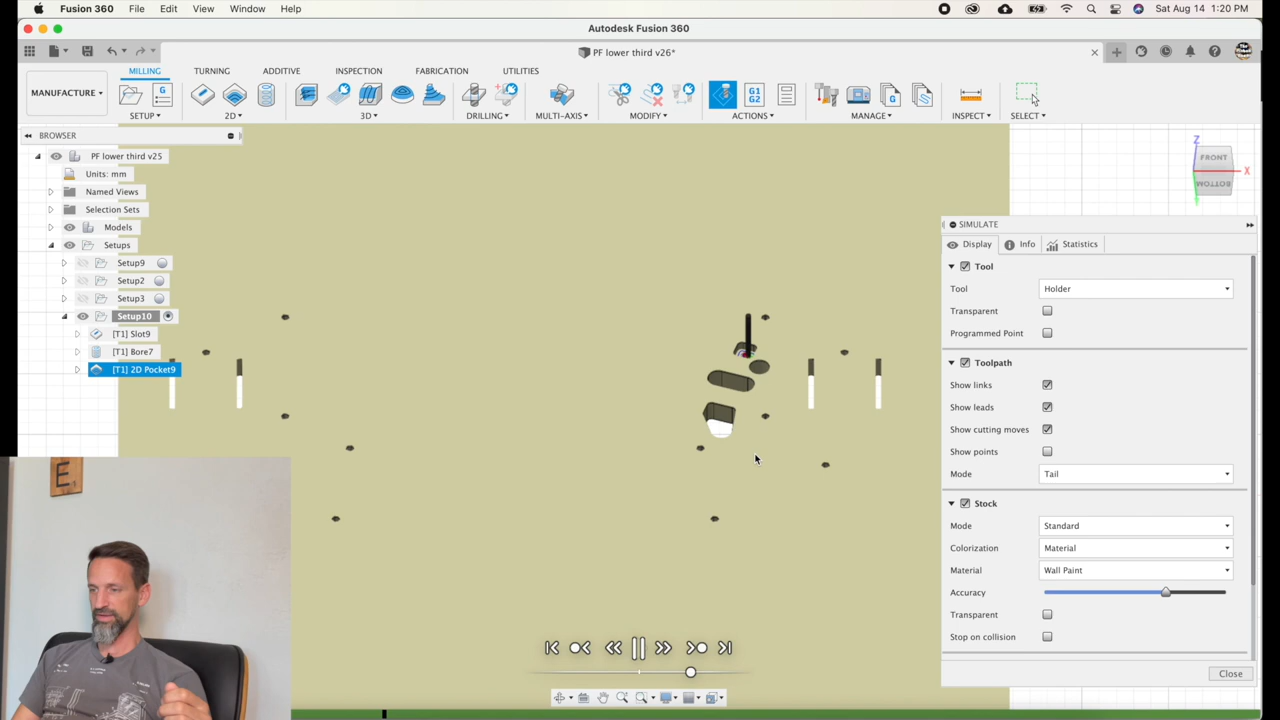 Fusion 360 File Edit View Window Help Sat Aug 14 1:20 PM
Autodesk Fusion 360
PF lower third v26*
MILLING TURNING ADDITIVE INSPECTION FABRICATION UTILITIES
MANUFACTURE
G
G1 G2
SETUP 2D 3D DRILLING MULTI-AXIS MODIFY ACTIONS MANAGE INSPECT SELECT
BROWSER
PF lower third v25
Units: mm
Named Views
Selection Sets
Models
Setups
Setup9
Setup2
Setup3
Setup10
[T1] Slot9
[T1] Bore7
[T1] 2D Pocket9
Z
FRONT
X
BOTTOM
Y
SIMULATE
Display Info Statistics
Tool
Tool Holder
Transparent
Programmed Point
Toolpath
Show links
Show leads
Show cutting moves
Show points
Mode Tail
Stock
Mode Standard
Colorization Material
Material Wall Paint
Accuracy
Transparent
Stop on collision
Close
E